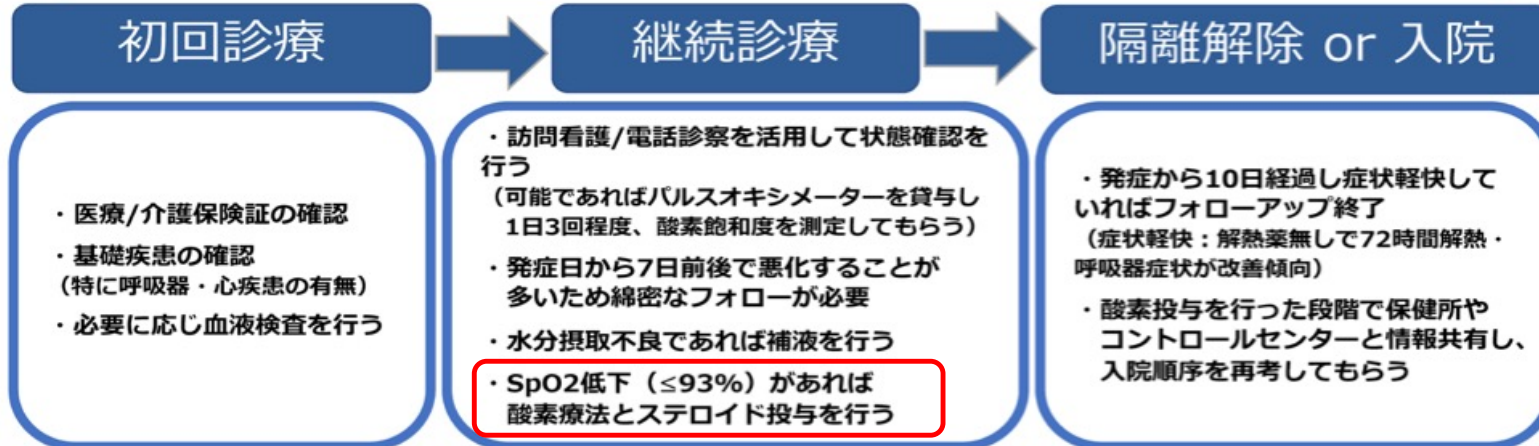 初回診療
継続診療
隔離解除 or 入院
・医療/介護保険証の確認
・基礎疾患の確認
（特に呼吸器・心疾患の有無）
・必要に応じ血液検査を行う
・訪問看護/電話診察を活用して状態確認を
行う
（可能であればパルスオキシメーターを貸与し
1日3回程度、酸素飽和度を測定してもらう）
・発症日から7日前後で悪化することが
多いため綿密なフォローが必要
・水分摂取不良であれば補液を行う
・SpO2低下（≤93%）があれば
酸素療法とステロイド投与を行う
・発症から10日経過し症状軽快して
いればフォローアップ終了
（症状軽快：解熱薬無しで72時間解熱・
呼吸器症状が改善傾向）
・酸素投与を行った段階で保健所や
コントロールセンターと情報共有し、
入院順序を再考してもらう